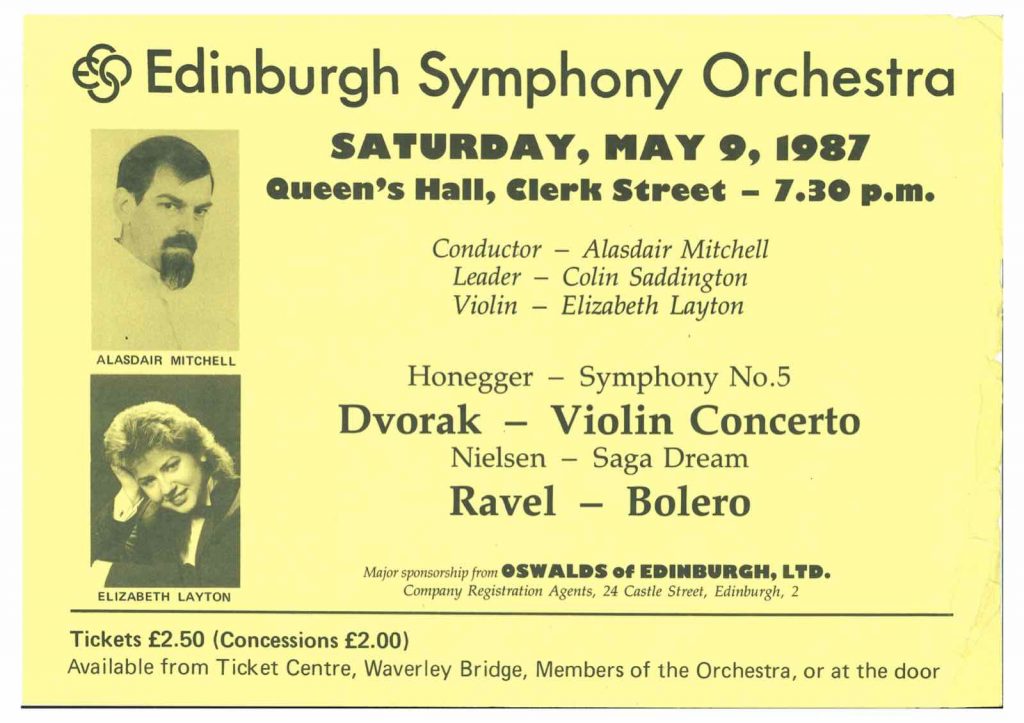 ESO Edinburgh Symphony Orchestra
SATURDAY, MAY 9, 1987
Queen's Hall, Clerk Street – 7.30 p.m.
Conductor – Alasdair Mitchell
Leader – Colin Saddington
Violin – Elizabeth Layton
ALASDAIR MITCHELL
Honegger – Symphony No.5
Dvorak – Violin Concerto
Nielsen – Saga Dream
Ravel – Bolero
Major sponsorship from OSWALDS of EDINBURGH, LTD.
Company Registration Agents, 24 Castle Street, Edinburgh, 2
ELIZABETH LAYTON
Tickets £2.50 (Concessions £2.00)
Available from Ticket Centre, Waverley Bridge, Members of the Orchestra, or at the door